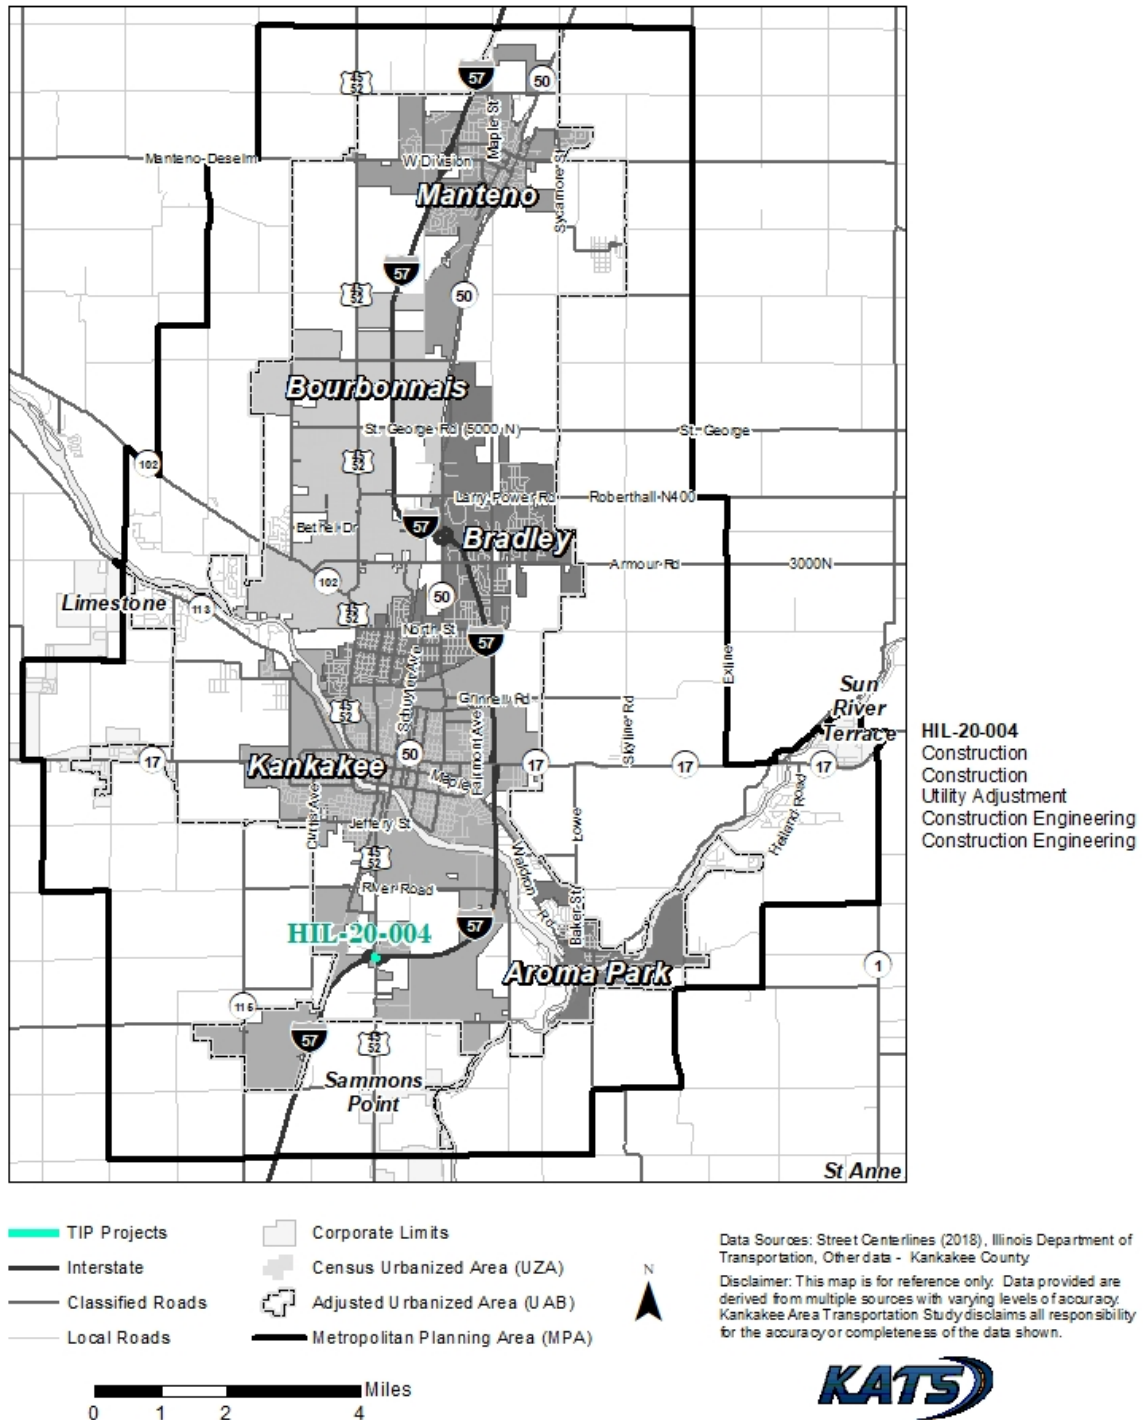 57
50
45
52
Maple St
Manteno-Deselm
W Division
Sycamore St
Manteno
57
45
52
50
Bourbonnais
St. George Rd (5000 N)
St. George
45
52
102
Larry Power Rd
Roberthall-N400
Bethel Dr
57
Bradley
Armour Rd
3000N
102
50
Limestone
113
45
52
North St
57
Schuyler Ave
Exline
Grinnell Rd
Skyline Rd
45
52
Fairmont Ave
Sun
River
Terrace
HIL-20-004
Construction
Construction
Utility Adjustment
Construction Engineering
Construction Engineering
17
Kankakee
50
17
17
17
Maple
Curtis Ave
Jeffery St
Lowe
Heiland Road
45
52
Waldron Rd
River Road
Baker St
HIL-20-004
57
Aroma Park
1
115
57
45
52
Sammons
Point
St Anne
TIP Projects
Interstate
Classified Roads
Local Roads
Corporate Limits
Census Urbanized Area (UZA)
Adjusted Urbanized Area (UAB)
Metropolitan Planning Area (MPA)
N
Data Sources: Street Centerlines (2018), Illinois Department of
Transportation, Other data - Kankakee County
Disclaimer: This map is for reference only. Data provided are
derived from multiple sources with varying levels of accuracy.
Kankakee Area Transportation Study disclaims all responsibility
for the accuracy or completeness of the data shown.
Miles
0 1 2 4
KATS